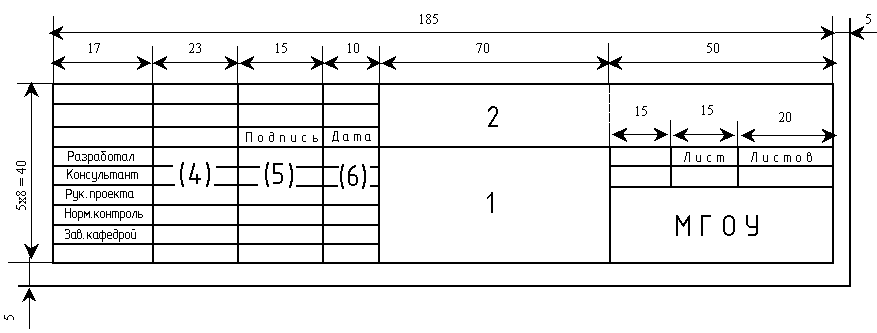 185
5
17 23 15 10 70 50
2
15 15 20
Подпись Дата
Разработал
Лист Листов
Консультант (4) (5) (6)
Рук. проекта
1
Норм.контроль
МГОУ
Зав. кафедрой
5x8 = 40
5